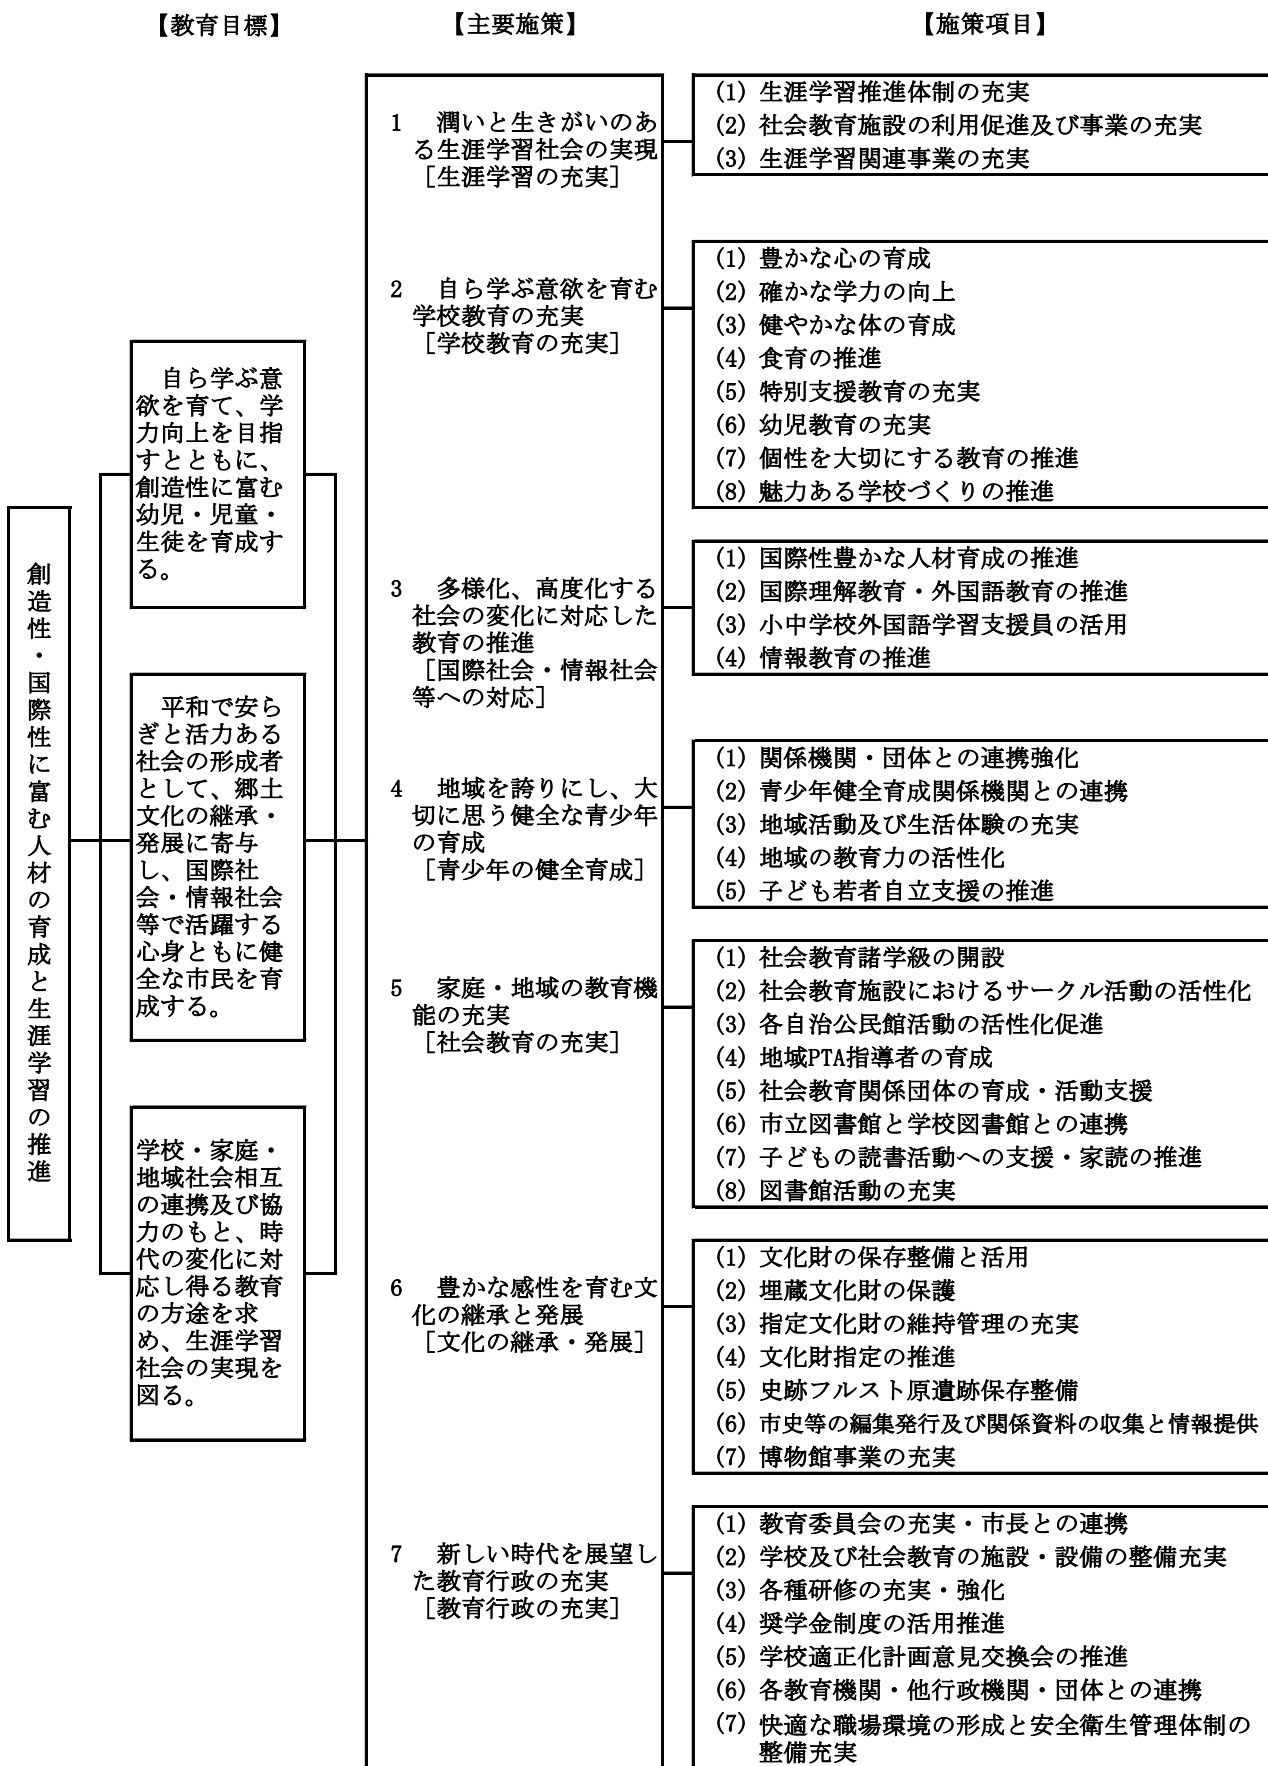 【教育目標】
【主要施策】
【施策項目】
創造性・国際性に富む人材の育成と生涯学習の推進
　自ら学ぶ意
欲を育て、学
力向上を目指
すとともに、
創造性に富む
幼児・児童・
生徒を育成す
る。
　平和で安ら
ぎと活力ある
社会の形成者
として、郷土
文化の継承・
発展に寄与
し、国際社
会・情報社会
等で活躍する
心身ともに健
全な市民を育
成する。
学校・家庭・
地域社会相互
の連携及び協
力のもと、時
代の変化に対
応し得る教育
の方途を求
め、生涯学習
社会の実現を
図る。
1　潤いと生きがいのあ
る生涯学習社会の実現
［生涯学習の充実］
(1) 生涯学習推進体制の充実
(2) 社会教育施設の利用促進及び事業の充実
(3) 生涯学習関連事業の充実
2　自ら学ぶ意欲を育む
学校教育の充実
［学校教育の充実］
(1) 豊かな心の育成
(2) 確かな学力の向上
(3) 健やかな体の育成
(4) 食育の推進
(5) 特別支援教育の充実
(6) 幼児教育の充実
(7) 個性を大切にする教育の推進
(8) 魅力ある学校づくりの推進
3　多様化、高度化する
社会の変化に対応した
教育の推進
［国際社会・情報社会
等への対応］
(1) 国際性豊かな人材育成の推進
(2) 国際理解教育・外国語教育の推進
(3) 小中学校外国語学習支援員の活用
(4) 情報教育の推進
4　地域を誇りにし、大
切に思う健全な青少年
の育成
［青少年の健全育成］
(1) 関係機関・団体との連携強化
(2) 青少年健全育成関係機関との連携
(3) 地域活動及び生活体験の充実
(4) 地域の教育力の活性化
(5) 子ども若者自立支援の推進
5　家庭・地域の教育機
能の充実
［社会教育の充実］
(1) 社会教育諸学級の開設
(2) 社会教育施設におけるサークル活動の活性化
(3) 各自治公民館活動の活性化促進
(4) 地域PTA指導者の育成
(5) 社会教育関係団体の育成・活動支援
(6) 市立図書館と学校図書館との連携
(7) 子どもの読書活動への支援・家読の推進
(8) 図書館活動の充実
6　豊かな感性を育む文
化の継承と発展
［文化の継承・発展］
(1) 文化財の保存整備と活用
(2) 埋蔵文化財の保護
(3) 指定文化財の維持管理の充実
(4) 文化財指定の推進
(5) 史跡フルスト原遺跡保存整備
(6) 市史等の編集発行及び関係資料の収集と情報提供
(7) 博物館事業の充実
7　新しい時代を展望し
た教育行政の充実
［教育行政の充実］
(1) 教育委員会の充実・市長との連携
(2) 学校及び社会教育の施設・設備の整備充実
(3) 各種研修の充実・強化
(4) 奨学金制度の活用推進
(5) 学校適正化計画意見交換会の推進
(6) 各教育機関・他行政機関・団体との連携
(7) 快適な職場環境の形成と安全衛生管理体制の
整備充実